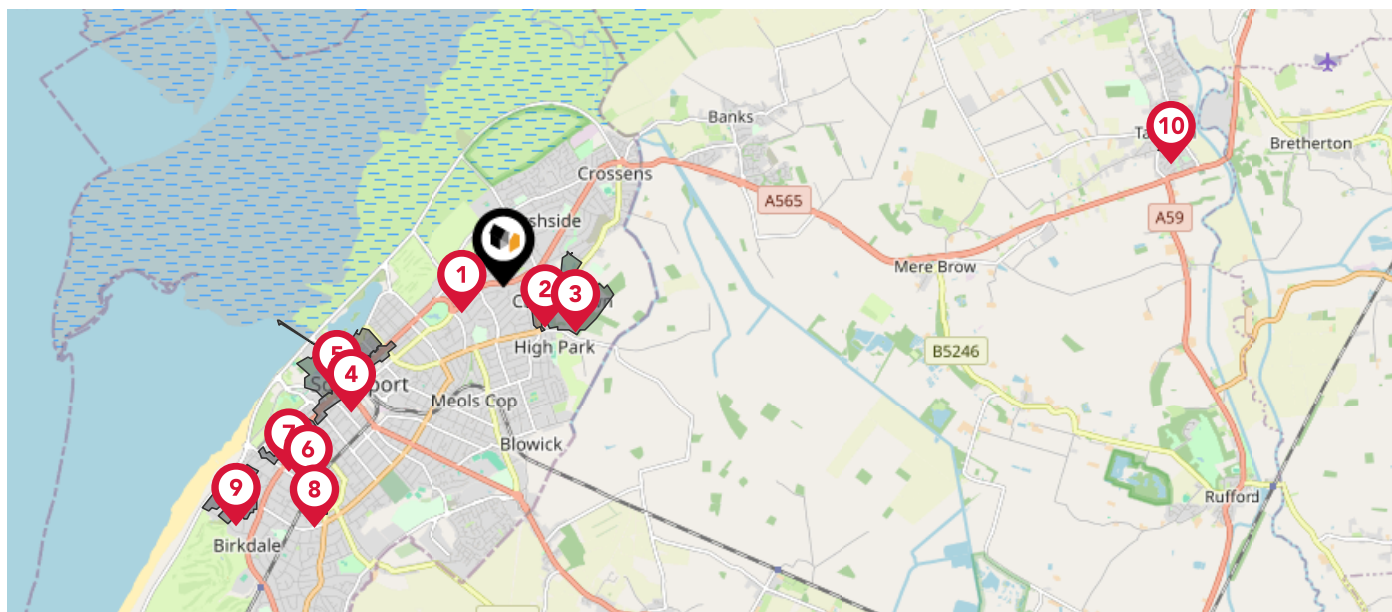 Banks
Bretherton
Crossens
A565
A59
shside
Mere Brow
High Park
B5246
Meols Cop
Blowick
Rufford
Birkdale
1
2
3
4
5
6
7
8
9
10